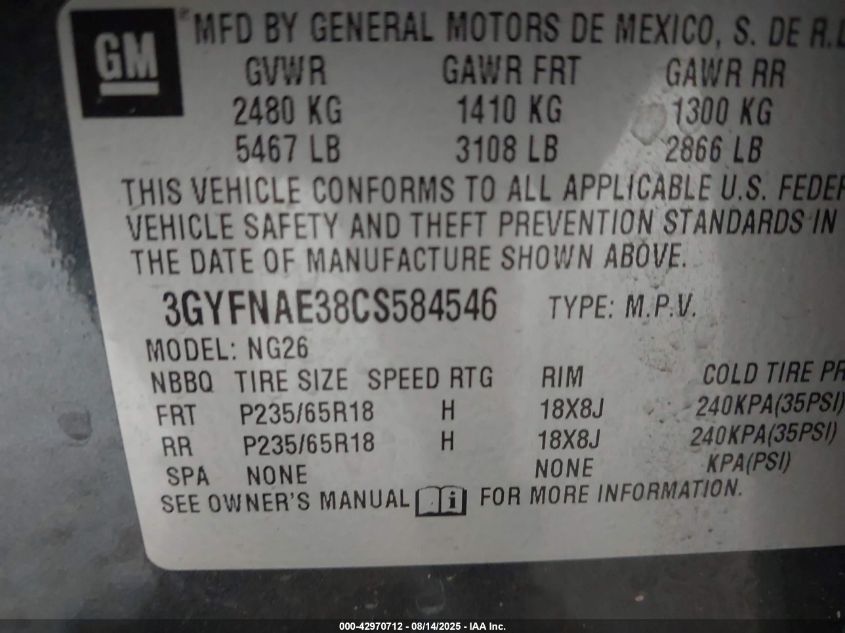 GM
®MFD BY GENERAL MOTORS DE MEXICO, S. DE R.L
GVWR GAWR FRT GAWR RR
2480 KG 1410 KG 1300 KG
5467 LB 3108 LB 2866 LB
THIS VEHICLE CONFORMS TO ALL APPLICABLE U.S. FEDER
VEHICLE SAFETY AND THEFT PREVENTION STANDARDS IN
THE DATE OF MANUFACTURE SHOWN ABOVE.
3GYFNAE38CS584546 TYPE: M.P.V.
MODEL: NG26
NBBQ TIRE SIZE SPEED RTG RIM COLD TIRE PR
FRT P235/65R18 H 18X8J 240KPA(35PSI)
RR P235/65R18 H 18X8J 240KPA(35PSI)
SPA NONE NONE KPA(PSI)
SEE OWNER'S MANUAL i FOR MORE INFORMATION.
000-42970712 - 08/14/2025 - IAA Inc.